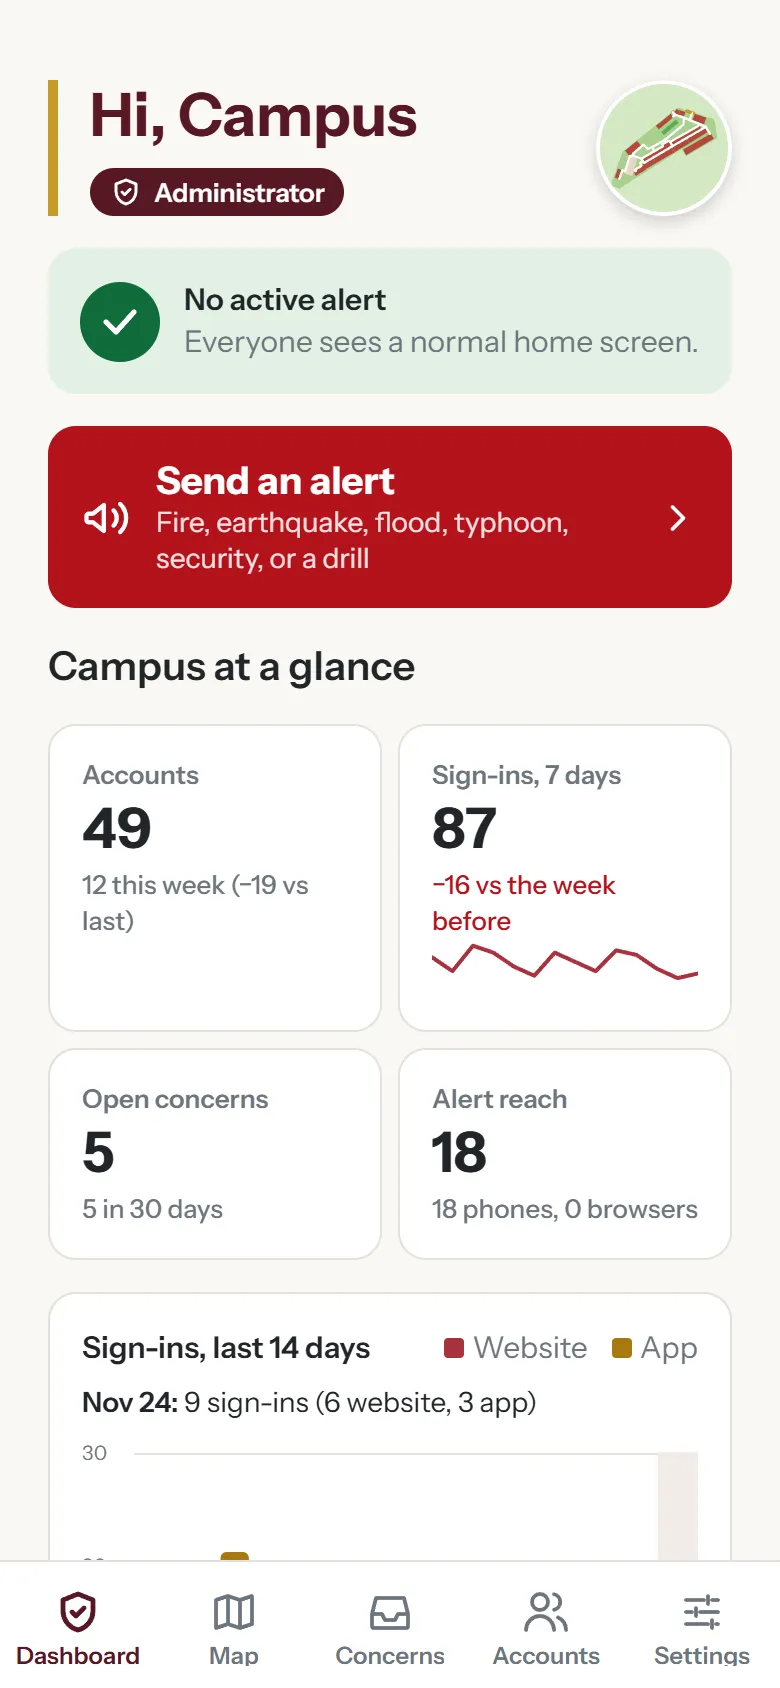 Hi, Campus
Administrator
No active alert
Everyone sees a normal home screen.
Send an alert
Fire, earthquake, flood, typhoon,
security, or a drill
Campus at a glance
Accounts
49
12 this week (−19 vs
last)
Sign-ins, 7 days
87
−16 vs the week
before
Open concerns
5
5 in 30 days
Alert reach
18
18 phones, 0 browsers
Sign-ins, last 14 days
Website
App
Nov 24: 9 sign-ins (6 website, 3 app)
30
Dashboard
Map
Concerns
Accounts
Settings